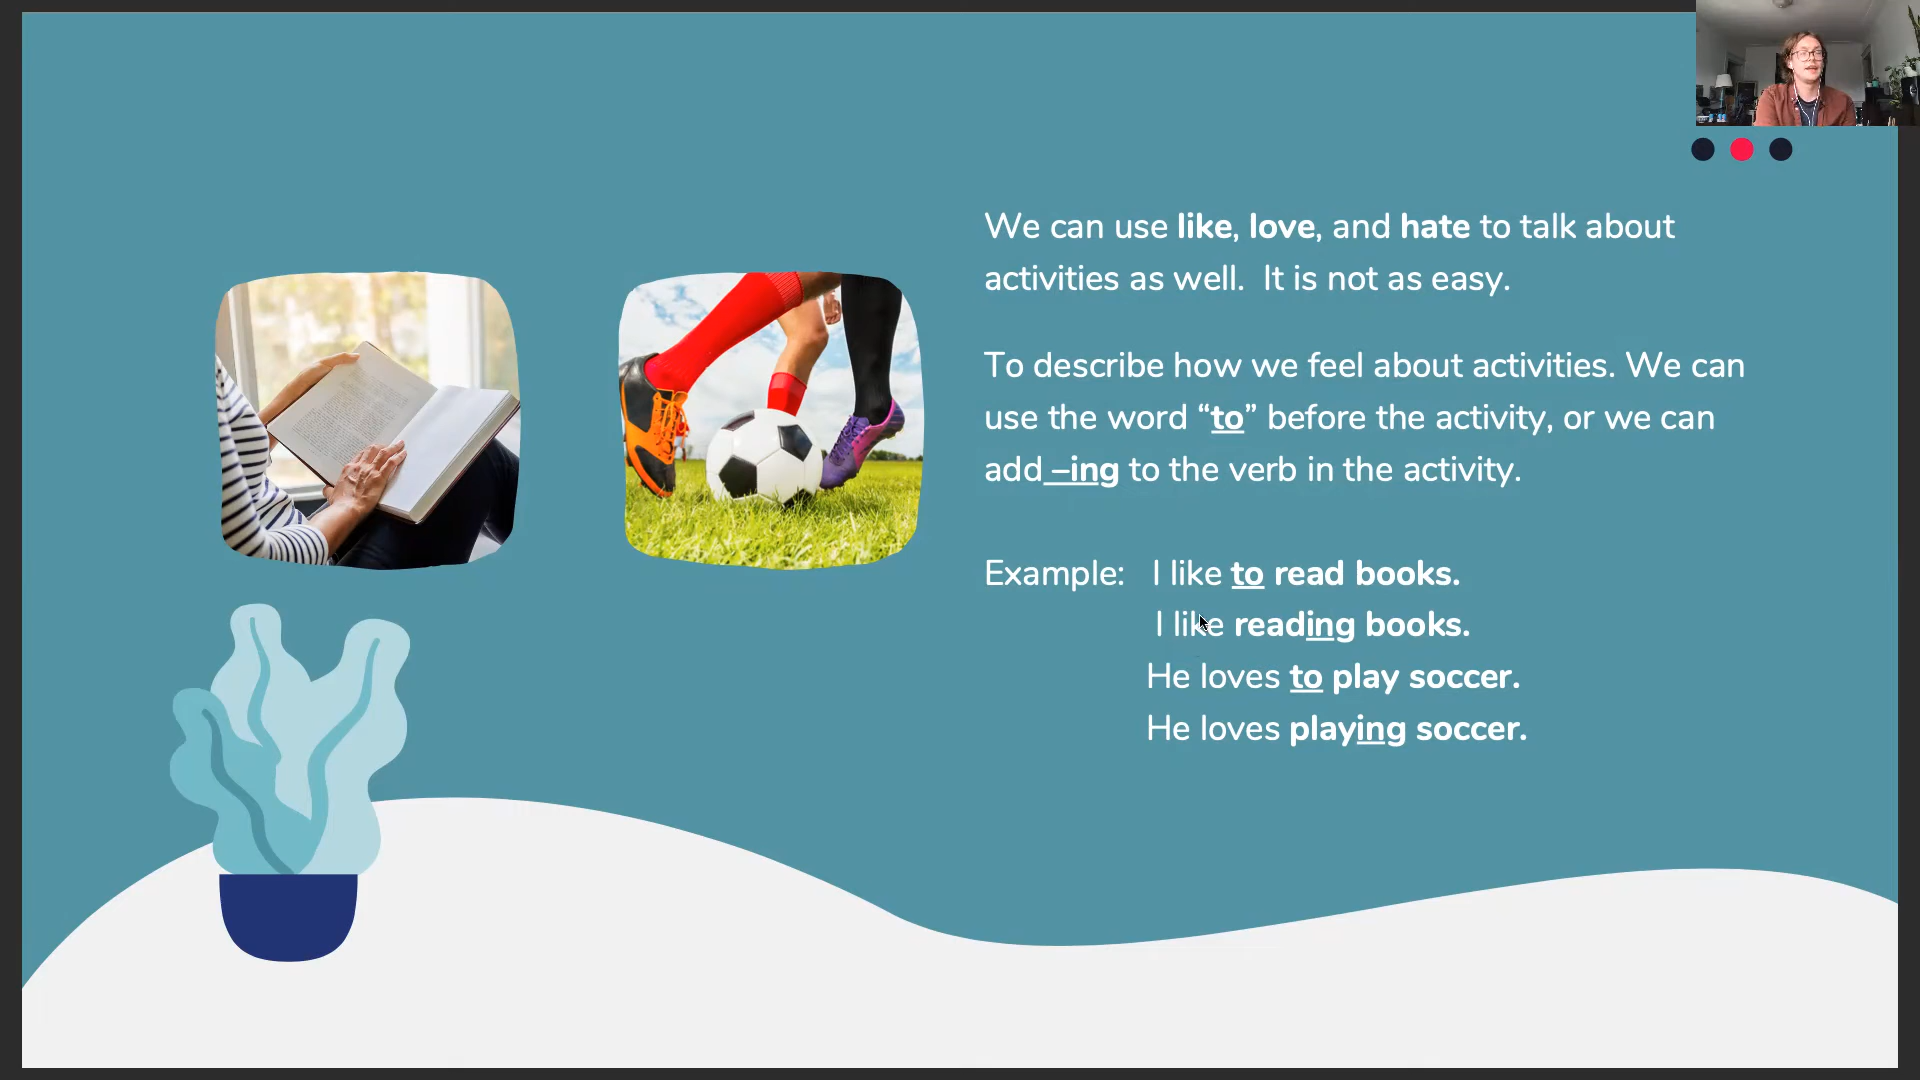 We can use like, love, and hate to talk about
activities as well.  It is not as easy.
To describe how we feel about activities. We can
use the word “to” before the activity, or we can
add –ing to the verb in the activity.
Example: I like to read books.
I like reading books.
He loves to play soccer.
He loves playing soccer.